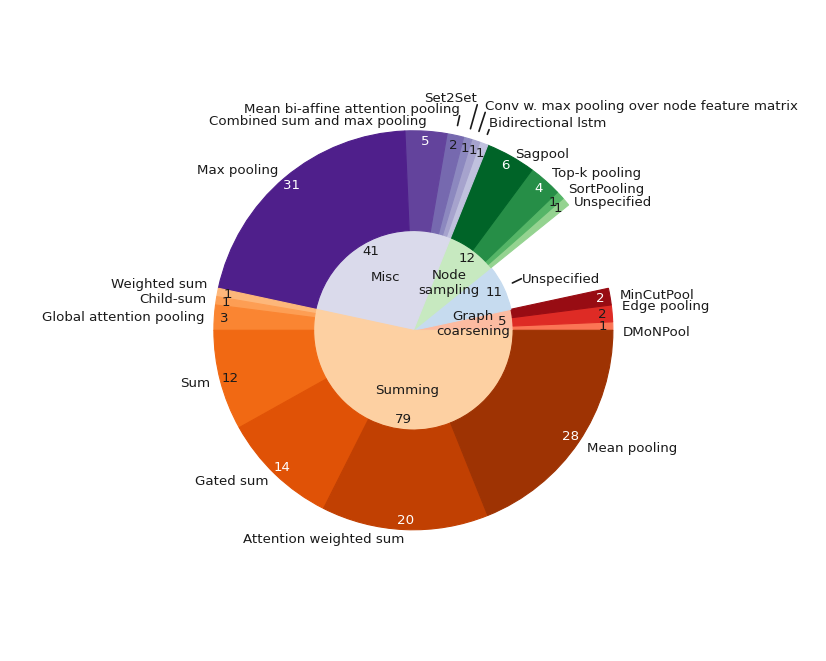 Set2Set
Conv w. max pooling over node feature matrix
Mean bi-affine attention pooling
Combined sum and max pooling
Bidirectional lstm
5
2
1
1
1
Sagpool
6
Max pooling
31
Top-k pooling
4
SortPooling
1
Unspecified
1
41
12
Misc
Node
sampling
Unspecified
11
Weighted sum
1
Child-sum
1
Global attention pooling
3
Graph
coarsening
5
2
MinCutPool
2
Edge pooling
1
DMoNPool
12
Sum
Summing
79
28
Mean pooling
14
Gated sum
20
Attention weighted sum